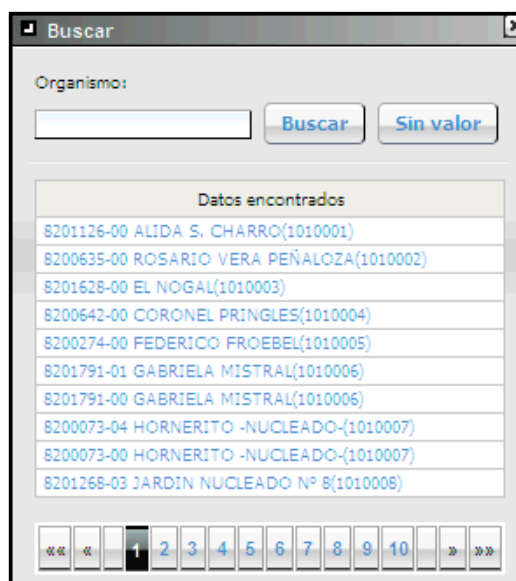 Buscar
Organismo:
Buscar Sin valor
Datos encontrados
8201126-00 ALIDA S. CHARRO(1010001)
8200635-00 ROSARIO VERA PEÑALOZA(1010002)
8201628-00 EL NOGAL(1010003)
8200642-00 CORONEL PRINGLES(1010004)
8200274-00 FEDERICO FROEBEL(1010005)
8201791-01 GABRIELA MISTRAL(1010006)
8201791-00 GABRIELA MISTRAL(1010006)
8200073-04 HORNERITO -NUCLEADO-(1010007)
8200073-00 HORNERITO -NUCLEADO-(1010007)
8201268-03 JARDIN NUCLEADO Nº 8(1010008)
«« « 1 2 3 4 5 6 7 8 9 10 » »»